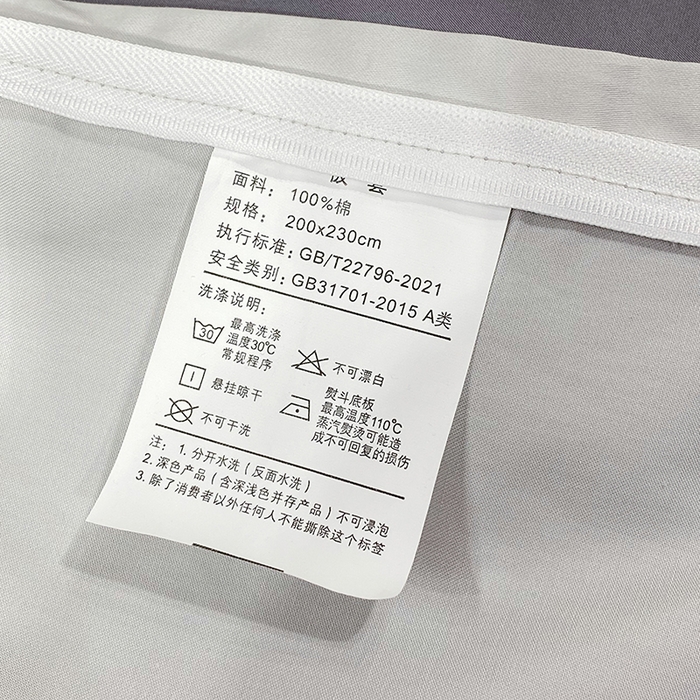 面料：100%棉
规格：200x230cm
执行标准：GB/T22796-2021
安全类别：GB31701-2015 A类
洗涤说明：
30
最高洗涤
温度30℃
常规程序
不可漂白
悬挂晾干
熨斗底板
最高温度110℃
蒸汽熨烫可能造
成不可回复的损伤
不可干洗
注：1. 分开水洗（反面水洗）
2. 深色产品（含深浅色并存产品）不可浸泡
3. 除了消费者以外任何人不能撕除这个标签